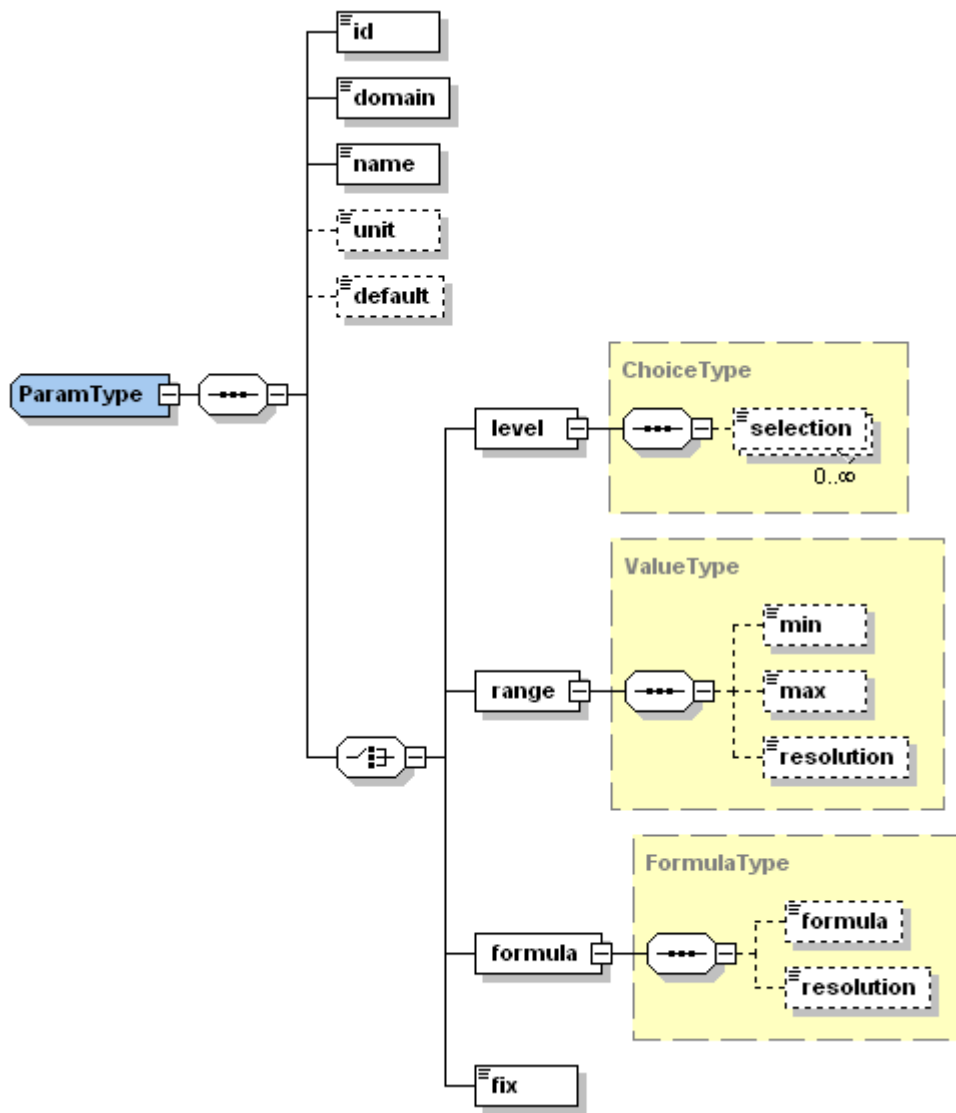 id
domain
name
unit
default
ParamType
ChoiceType
level
selection
0..∞
ValueType
min
range
max
resolution
FormulaType
formula
formula
resolution
fix